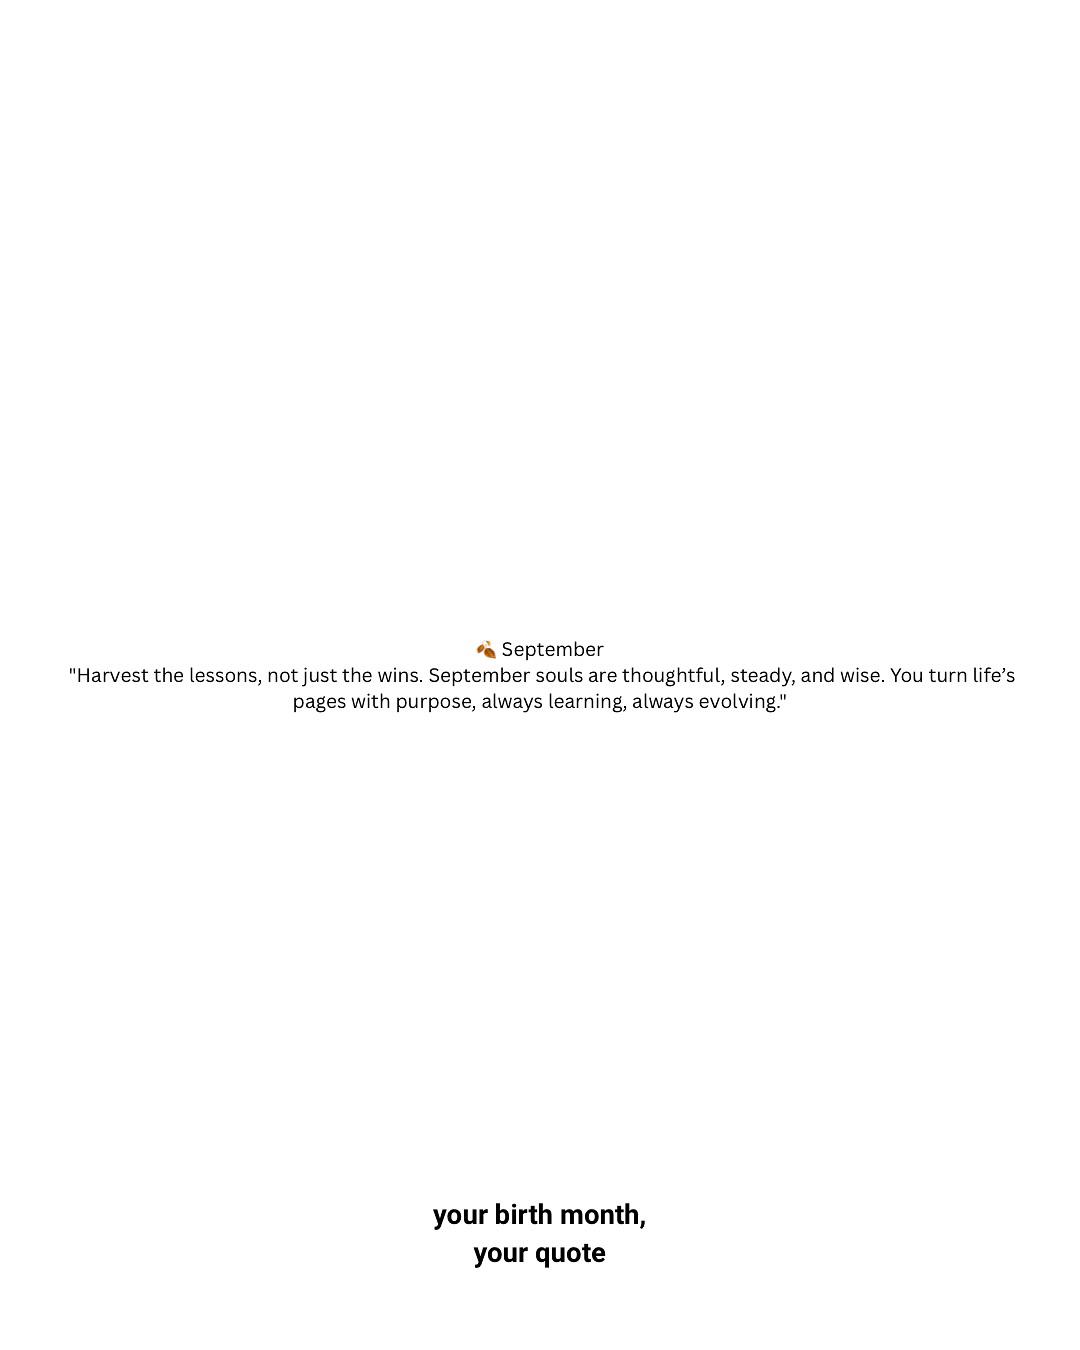 🍂 September
"Harvest the lessons, not just the wins. September souls are thoughtful, steady, and wise. You turn life’s
pages with purpose, always learning, always evolving."
your birth month,
your quote